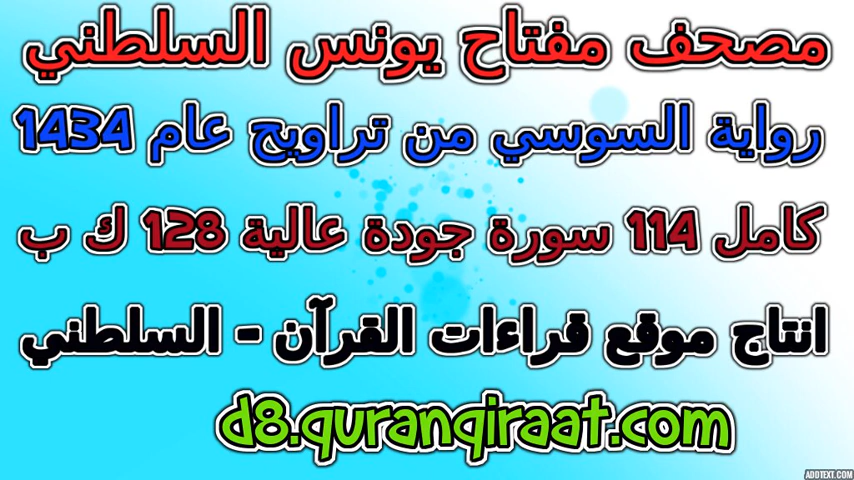 مصحف مفتاح يونس السلطني
رواية السوسي من تراويح عام 1434
كامل 114 سورة جودة عالية 128 ك ب
انتاج موقع قراءات القرآن - السلطني
d8.quranqiraat.com
ADDTEXT.COM